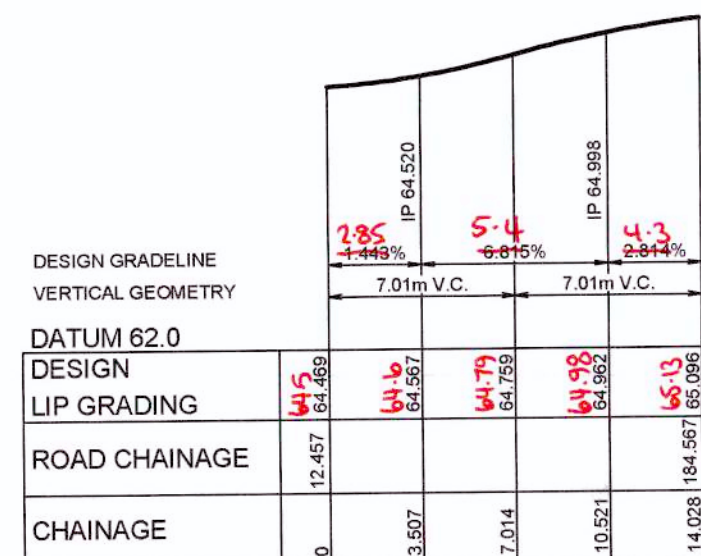 IP 64.520
IP 64.998
2.85 5.4 4.3
DESIGN GRADELINE 1.443% 6.815% 2.814%
VERTICAL GEOMETRY 7.01m V.C. 7.01m V.C.
DATUM 62.0
DESIGN
LIP GRADING
64.5 64.6 64.79 64.98 65.13
64.469 64.567 64.759 64.962 65.096
ROAD CHAINAGE 12.457 184.567
CHAINAGE 0 3.507 7.014 10.521 14.028